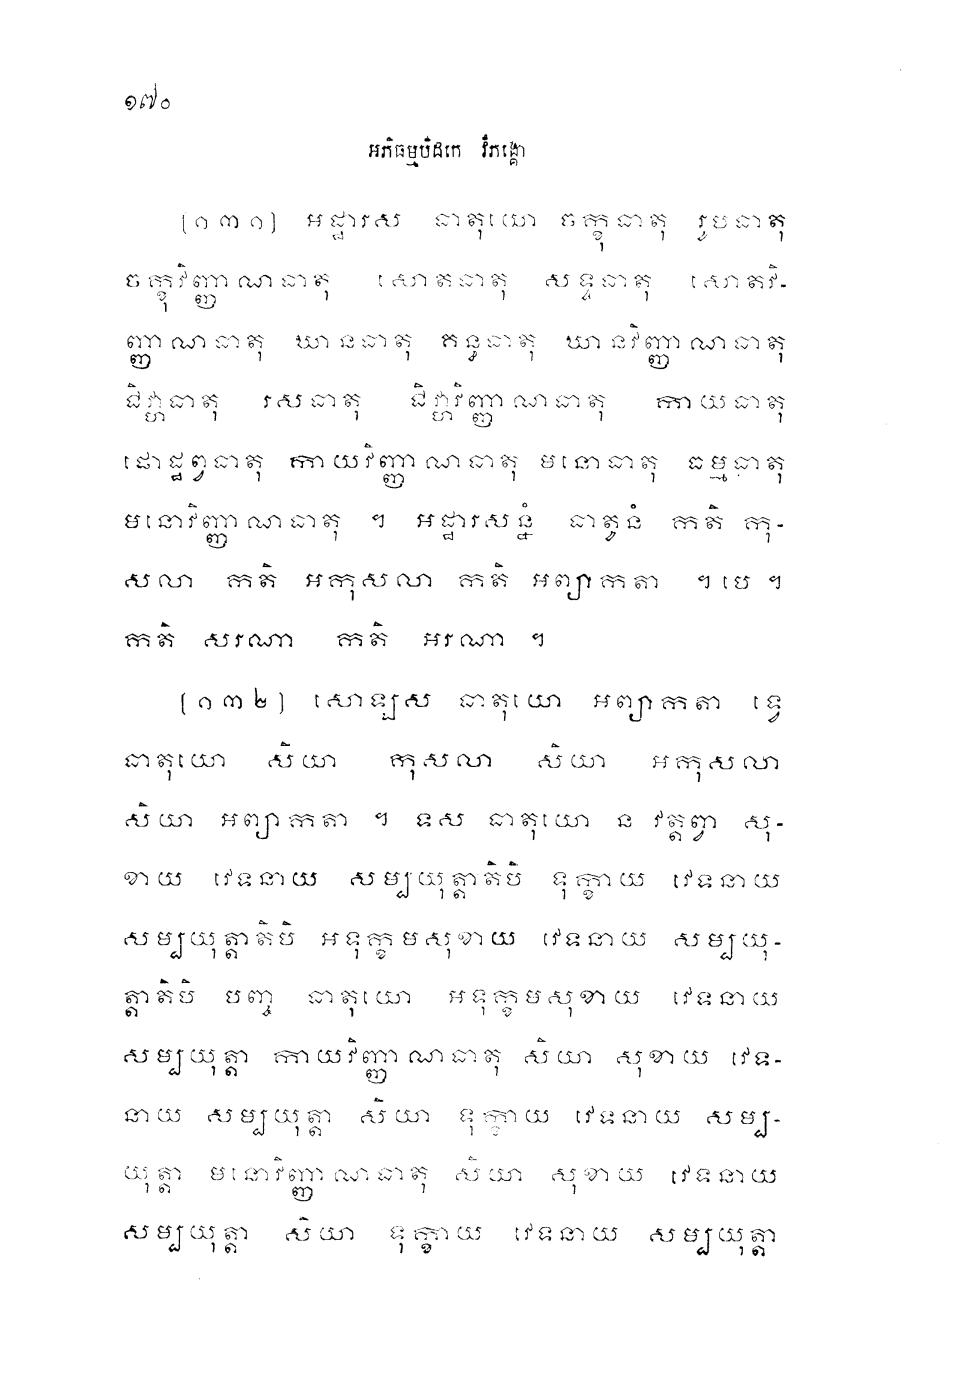 ១៧០
អភិធម្មបិដកេ វិភង្គោ
[១៣១] អដ្ឋារស ធាតុយោ ចក្ខុធាតុ រូបធាតុ
ចក្ខុវិញ្ញាណធាតុ សោតធាតុ សទ្ទធាតុ សោតវិ-
ញ្ញាណធាតុ ឃានធាតុ គន្ធធាតុ ឃានវិញ្ញាណធាតុ
ជិវ្ហាធាតុ រសធាតុ ជិវ្ហាវិញ្ញាណធាតុ កាយធាតុ
ផោដ្ឋព្វធាតុ កាយវិញ្ញាណធាតុ មនោធាតុ ធម្មធាតុ
មនោវិញ្ញាណធាតុ ។ អដ្ឋារសន្នំ ធាតូនំ កតិ កុ-
សលា កតិ អកុសលា កតិ អព្យាកតា ។ បេ ។
កតិ សរណា កតិ អរណា ។
[១៣២] សោឡស ធាតុយោ អព្យាកតា ទ្វេ
ធាតុយោ សិយា កុសលា សិយា អកុសលា
សិយា អព្យាកតា ។ ទស ធាតុយោ ន វត្តព្វា សុ-
ខាយ វេទនាយ សម្បយុត្តាតិបិ ទុក្ខាយ វេទនាយ
សម្បយុត្តាតិបិ អទុក្ខមសុខាយ វេទនាយ សម្បយុ-
ត្តាតិបិ បញ្ច ធាតុយោ អទុក្ខមសុខាយ វេទនាយ
សម្បយុត្តា កាយវិញ្ញាណធាតុ សិយា សុខាយ វេទ-
នាយ សម្បយុត្តា សិយា ទុក្ខាយ វេទនាយ សម្ប-
យុត្តា មនោវិញ្ញាណធាតុ សិយា សុខាយ វេទនាយ
សម្បយុត្តា សិយា ទុក្ខាយ វេទនាយ សម្បយុត្តា